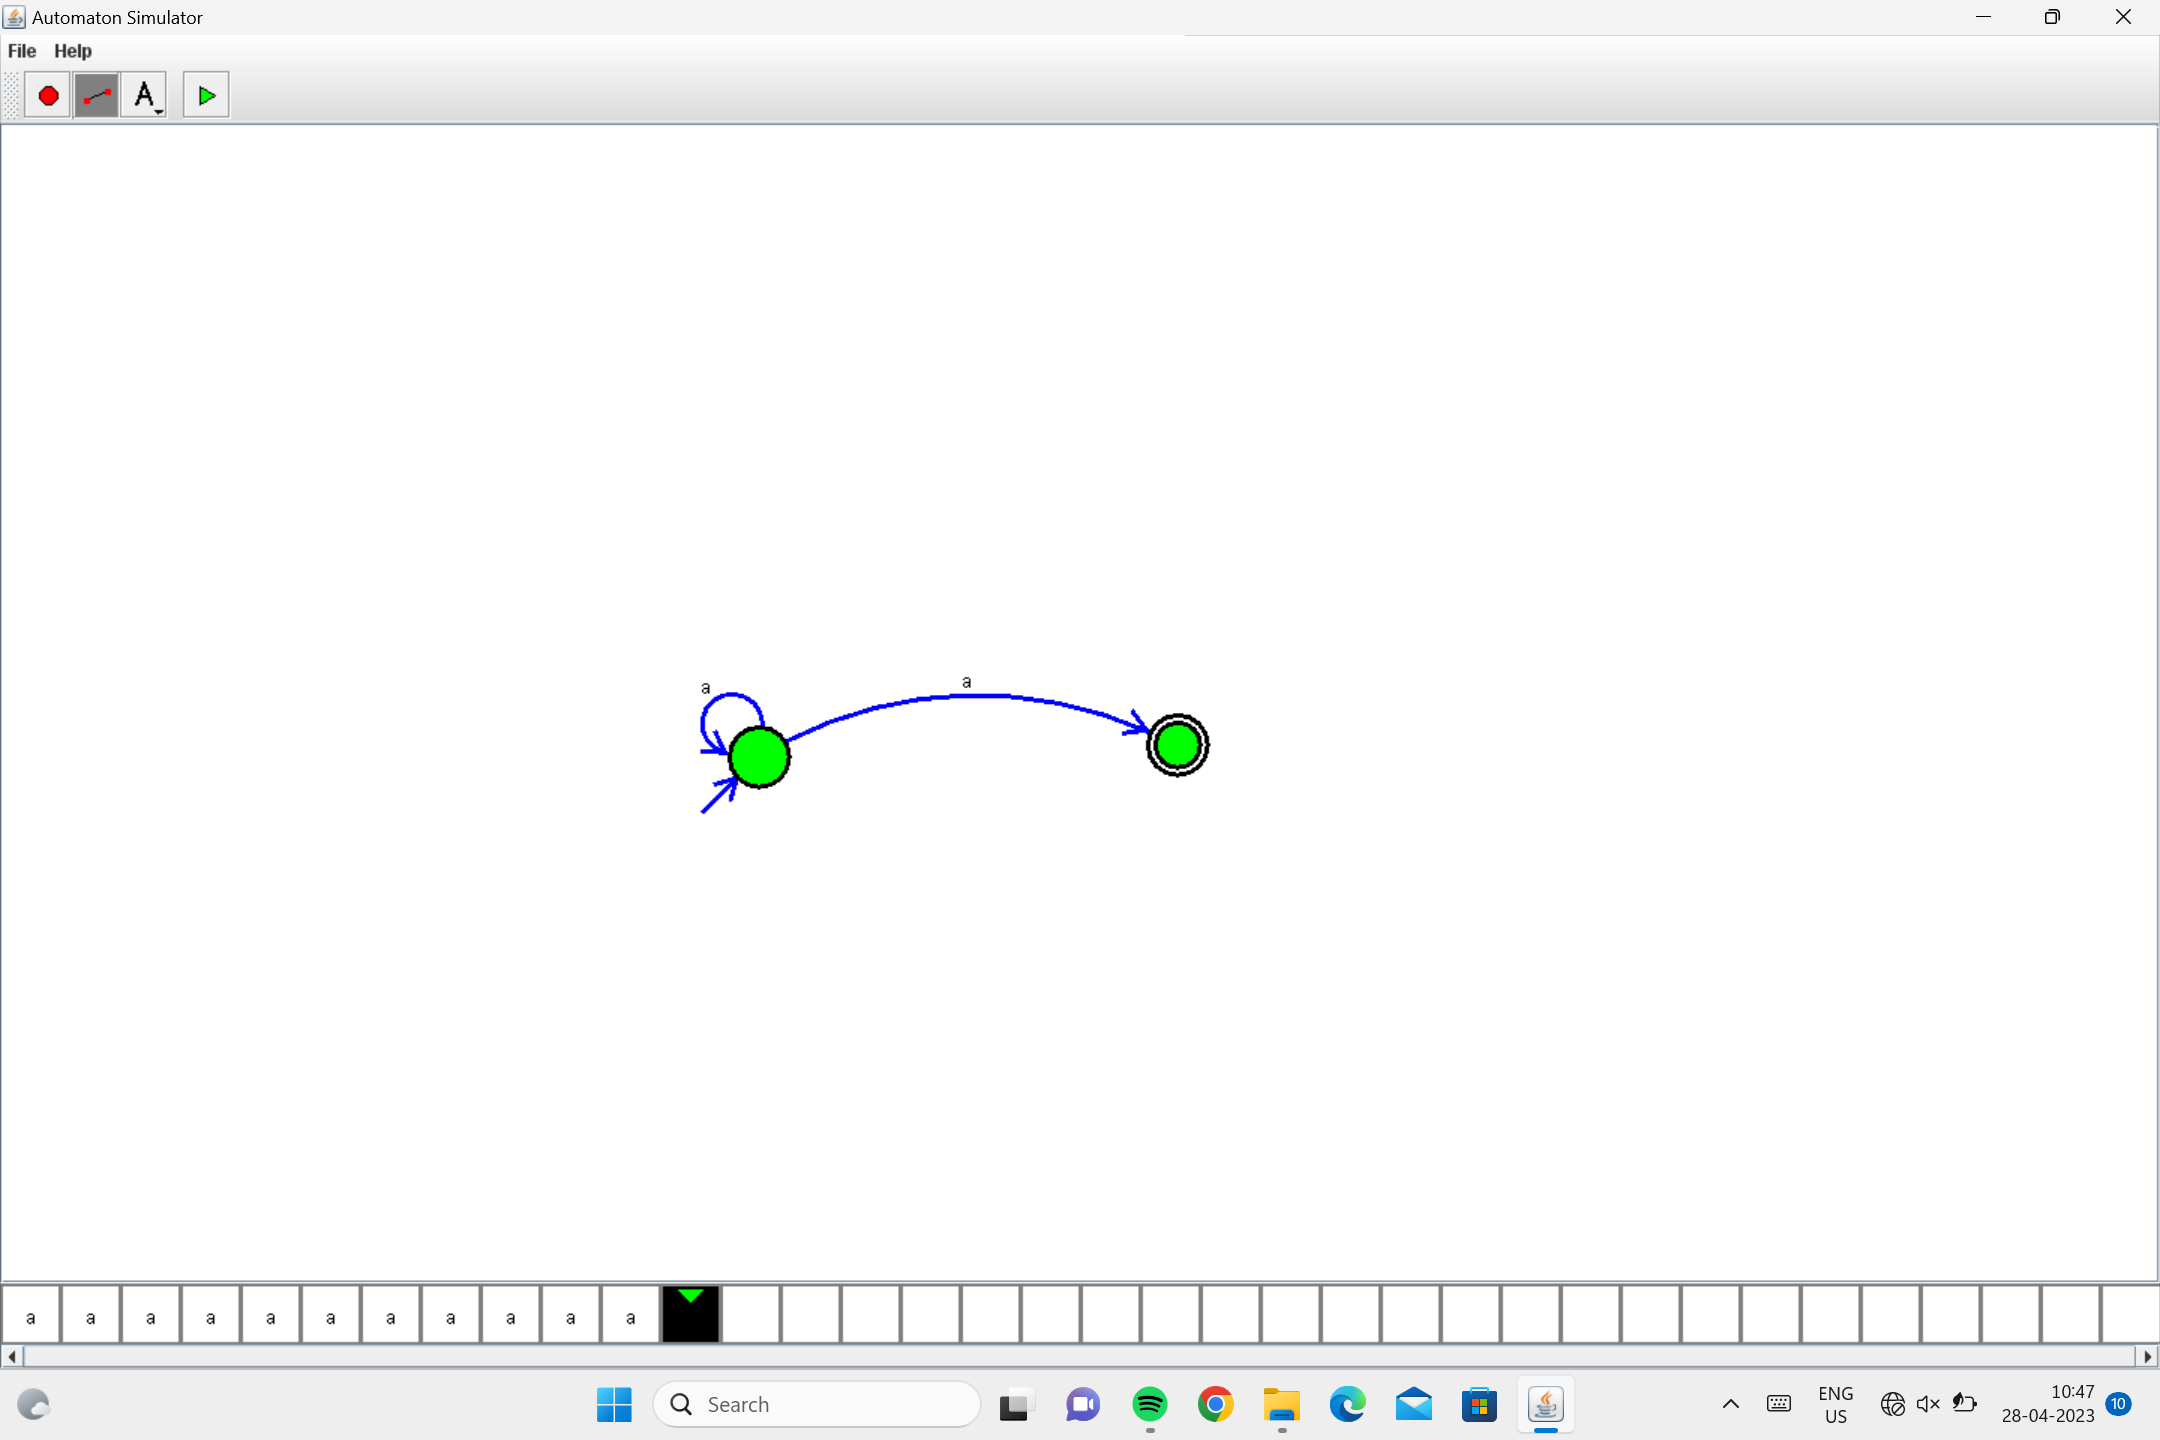 Automaton Simulator
File Help
A
a
a
a a a a a a a a a a a
Search
ENG
US
10:47
28-04-2023
10